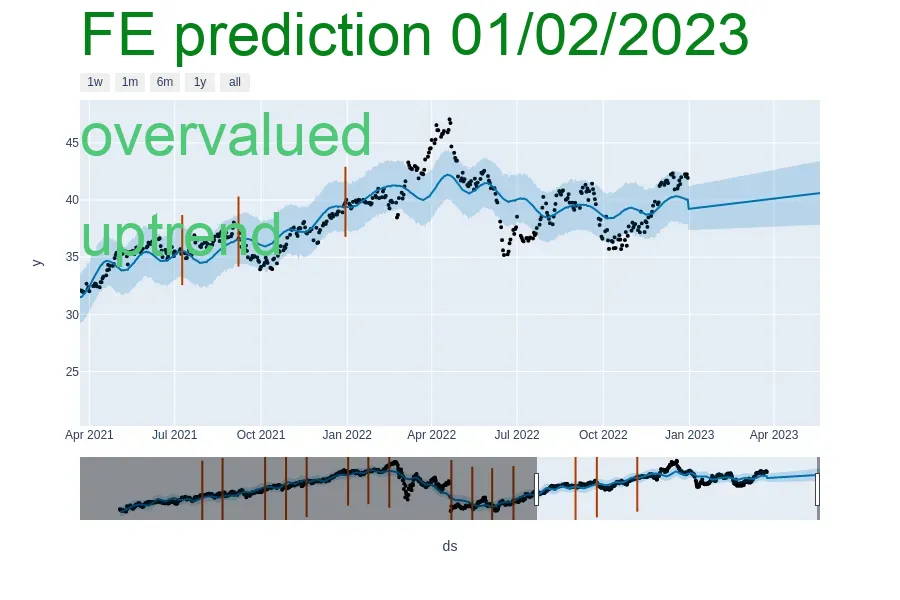 FE prediction 01/02/2023
1w 1m 6m 1y all
overvalued
uptrend
45
40
35
30
25
y
Apr 2021 Jul 2021 Oct 2021 Jan 2022 Apr 2022 Jul 2022 Oct 2022 Jan 2023 Apr 2023
ds